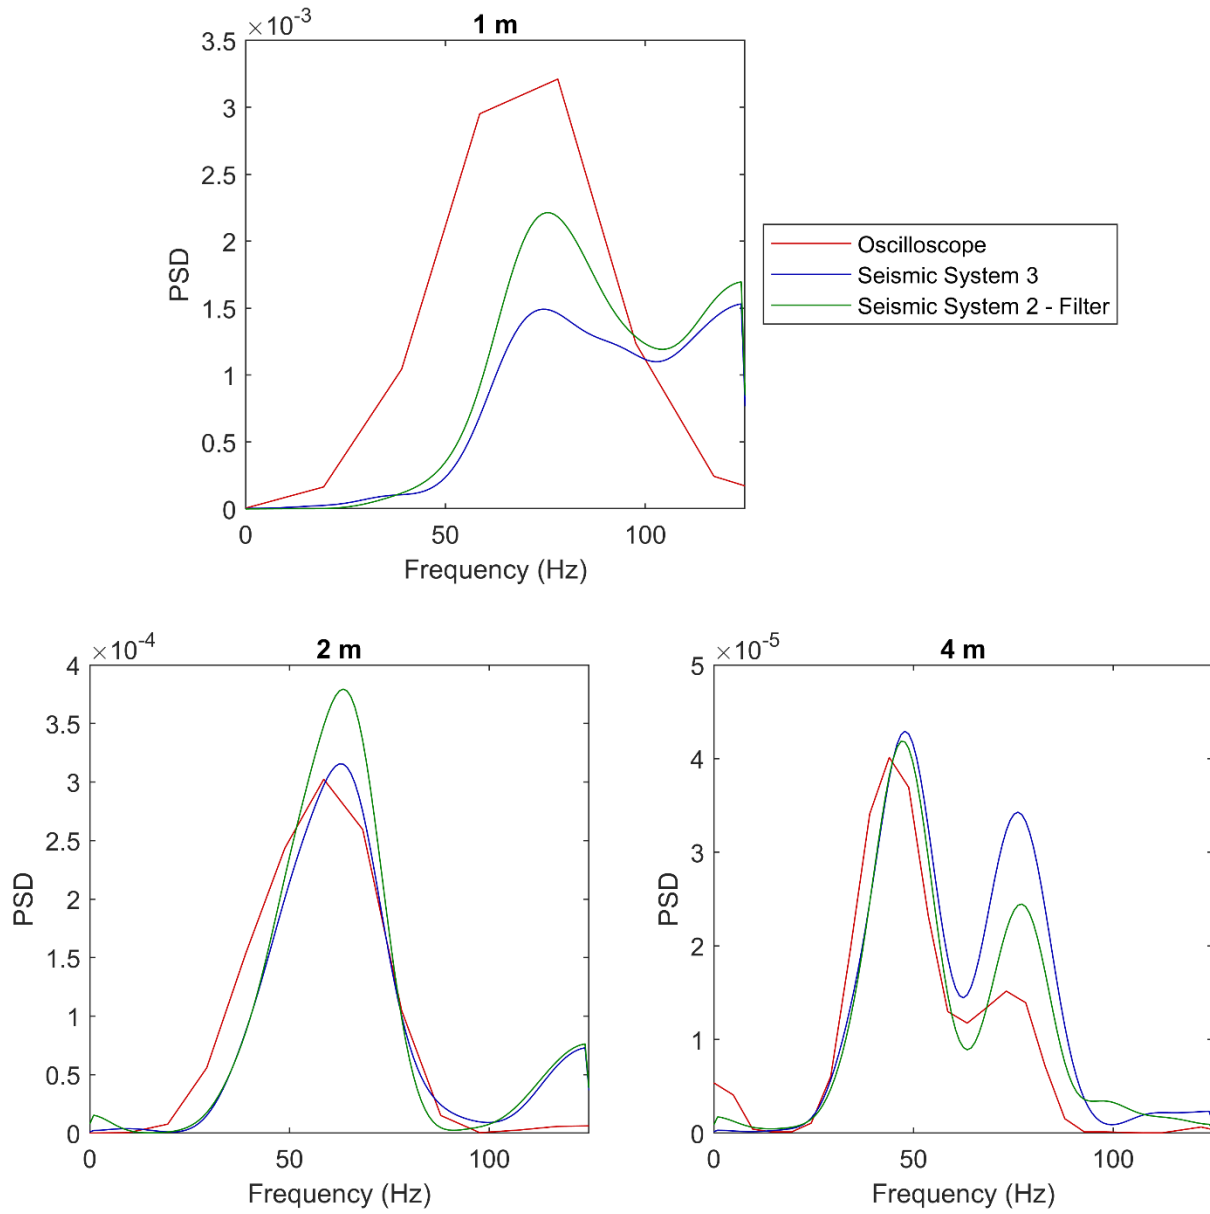 ×10-3
1 m
3.5
3
2.5
2
1.5
1
0.5
0
PSD
0
50
100
Frequency (Hz)
Oscilloscope
Seismic System 3
Seismic System 2 - Filter
×10-4
2 m
4
3.5
3
2.5
2
1.5
1
0.5
0
PSD
0
50
100
Frequency (Hz)
×10-5
4 m
5
4
3
2
1
0
PSD
0
50
100
Frequency (Hz)